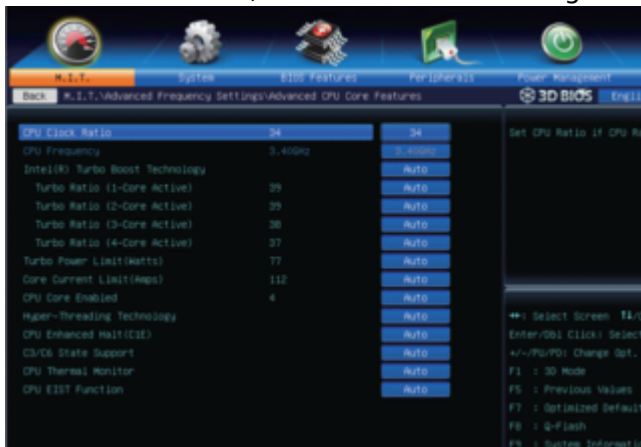 M.I.T. System BIOS Features Peripherals Power Management
Back M.I.T.\Advanced Frequency Settings\Advanced CPU Core Features 3D BIOS Engli
CPU Clock Ratio 34 34 Set CPU Ratio if CPU Ra
CPU Frequency 3.40GHz 3.40GHz
Intel(R) Turbo Boost Technology Auto
Turbo Ratio (1-Core Active) 39 Auto
Turbo Ratio (2-Core Active) 39 Auto
Turbo Ratio (3-Core Active) 38 Auto
Turbo Ratio (4-Core Active) 37 Auto
Turbo Power Limit(Watts) 77 Auto
Core Current Limit(Amps) 112 Auto
CPU Core Enabled 4 Auto
Hyper-Threading Technology Auto
CPU Enhanced Halt(C1E) Auto
C3/C6 State Support Auto
CPU Thermal Monitor Auto
CPU EIST Function Auto
: Select Screen
Enter/Dbl Click: Select
+/-/PU/PD: Change Opt.
F1 : 3D Mode
F5 : Previous Values
F7 : Optimized Default
F8 : Q-Flash
F9 : System Informati